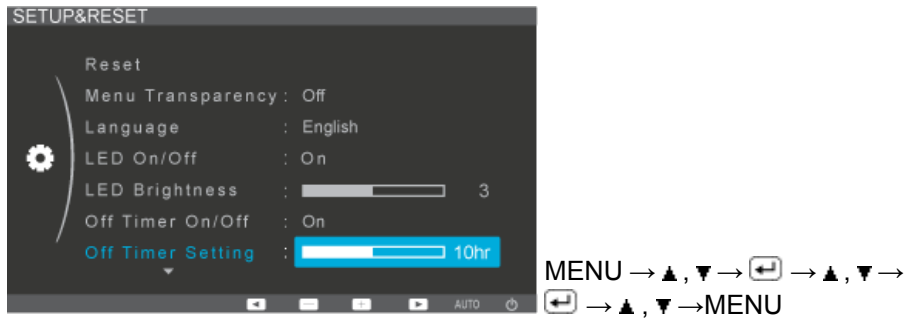 SETUP&RESET
Reset
Menu Transparency : Off
Language : English
LED On/Off : On
LED Brightness : 3
Off Timer On/Off : On
Off Timer Setting : 10hr
AUTO
MENU → ▲ , ▼ → ↵ → ▲ , ▼ →
↵ → ▲ , ▼ →MENU